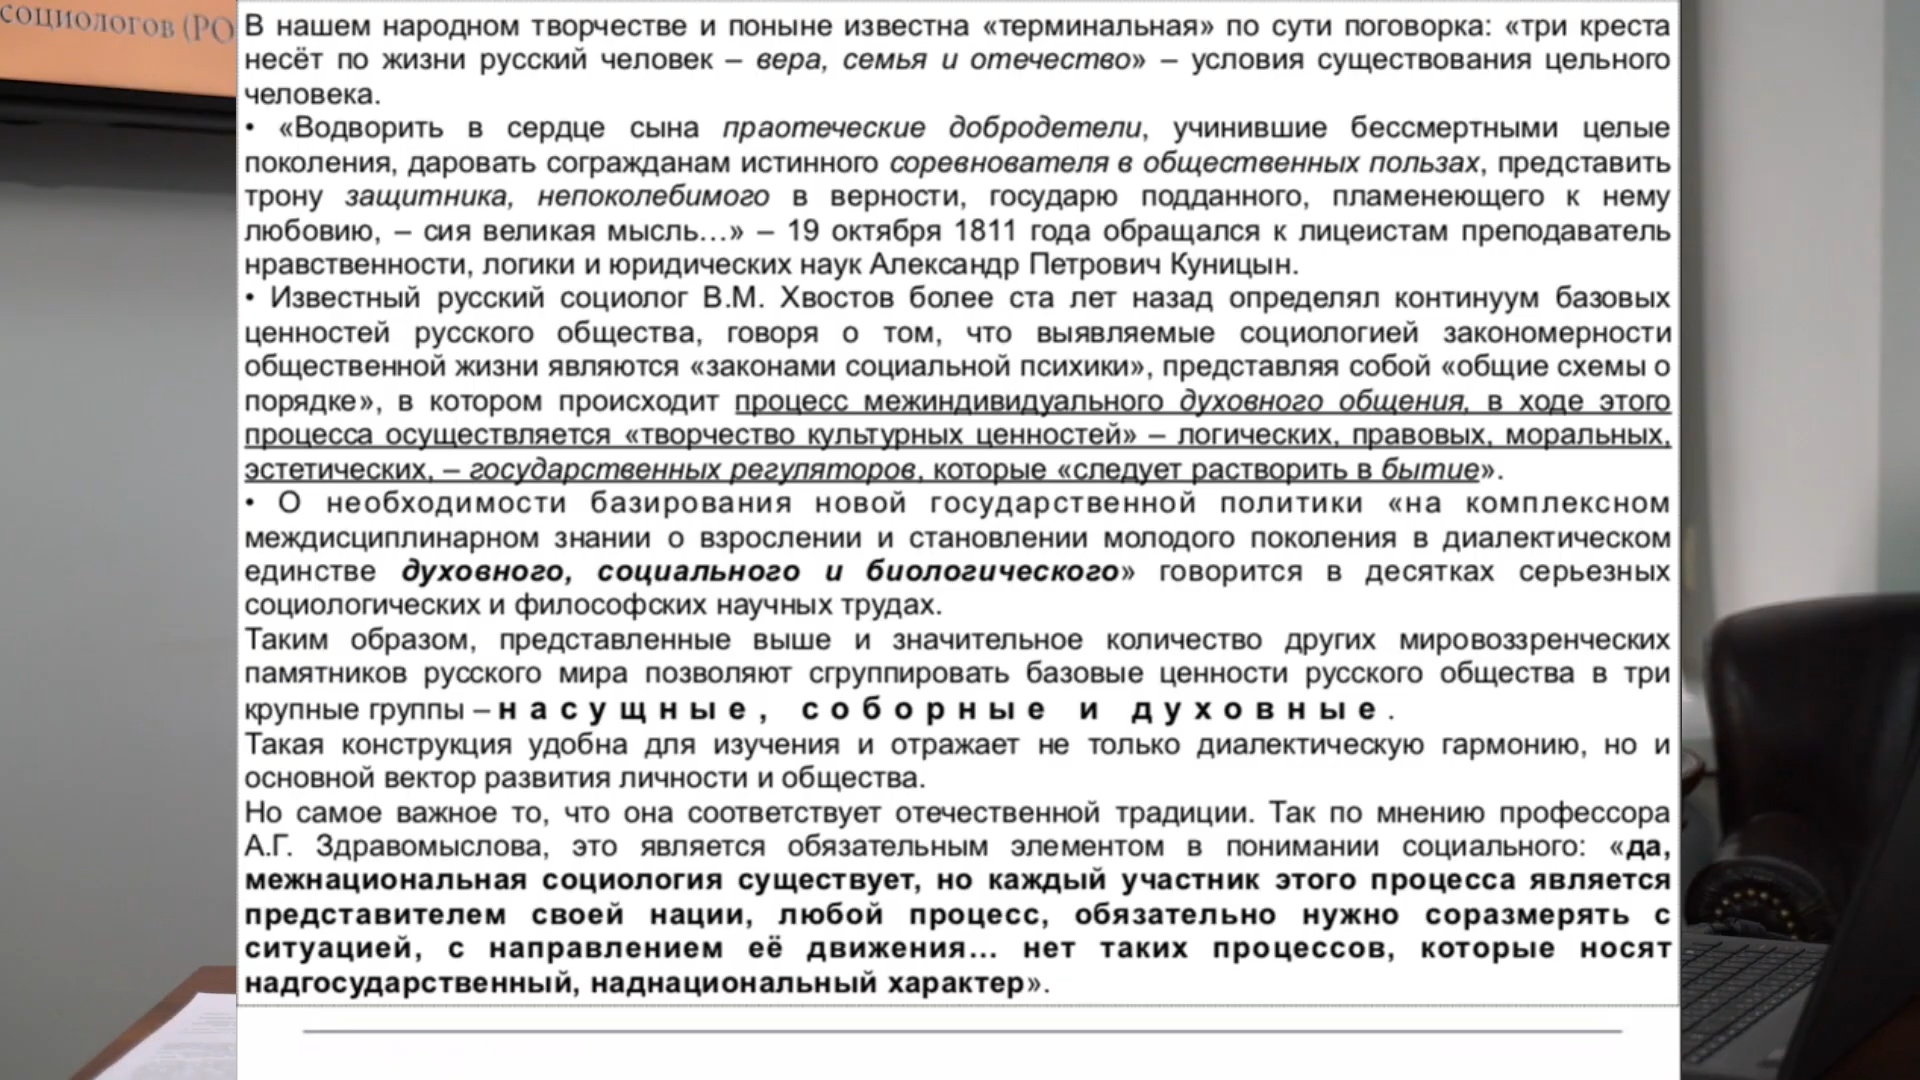 социологов (РО
В нашем народном творчестве и поныне известна «терминальная» по сути поговорка: «три креста
несёт по жизни русский человек – вера, семья и отечество» – условия существования цельного
человека.
• «Водворить в сердце сына праотеческие добродетели, учинившие бессмертными целые
поколения, даровать согражданам истинного соревнователя в общественных пользах, представить
трону защитника, непоколебимого в верности, государю подданного, пламенеющего к нему
любовию, – сия великая мысль…» – 19 октября 1811 года обращался к лицеистам преподаватель
нравственности, логики и юридических наук Александр Петрович Куницын.
• Известный русский социолог В.М. Хвостов более ста лет назад определял континуум базовых
ценностей русского общества, говоря о том, что выявляемые социологией закономерности
общественной жизни являются «законами социальной психики», представляя собой «общие схемы о
порядке», в котором происходит процесс межиндивидуального духовного общения, в ходе этого
процесса осуществляется «творчество культурных ценностей» – логических, правовых, моральных,
эстетических, – государственных регуляторов, которые «следует растворить в бытие».
• О необходимости базирования новой государственной политики «на комплексном
междисциплинарном знании о взрослении и становлении молодого поколения в диалектическом
единстве духовного, социального и биологического» говорится в десятках серьезных
социологических и философских научных трудах.
Таким образом, представленные выше и значительное количество других мировоззренческих
памятников русского мира позволяют сгруппировать базовые ценности русского общества в три
крупные группы – насущные, соборные и духовные.
Такая конструкция удобна для изучения и отражает не только диалектическую гармонию, но и
основной вектор развития личности и общества.
Но самое важное то, что она соответствует отечественной традиции. Так по мнению профессора
А.Г. Здравомыслова, это является обязательным элементом в понимании социального: «да,
межнациональная социология существует, но каждый участник этого процесса является
представителем своей нации, любой процесс, обязательно нужно соразмерять с
ситуацией, с направлением её движения… нет таких процессов, которые носят
надгосударственный, наднациональный характер».